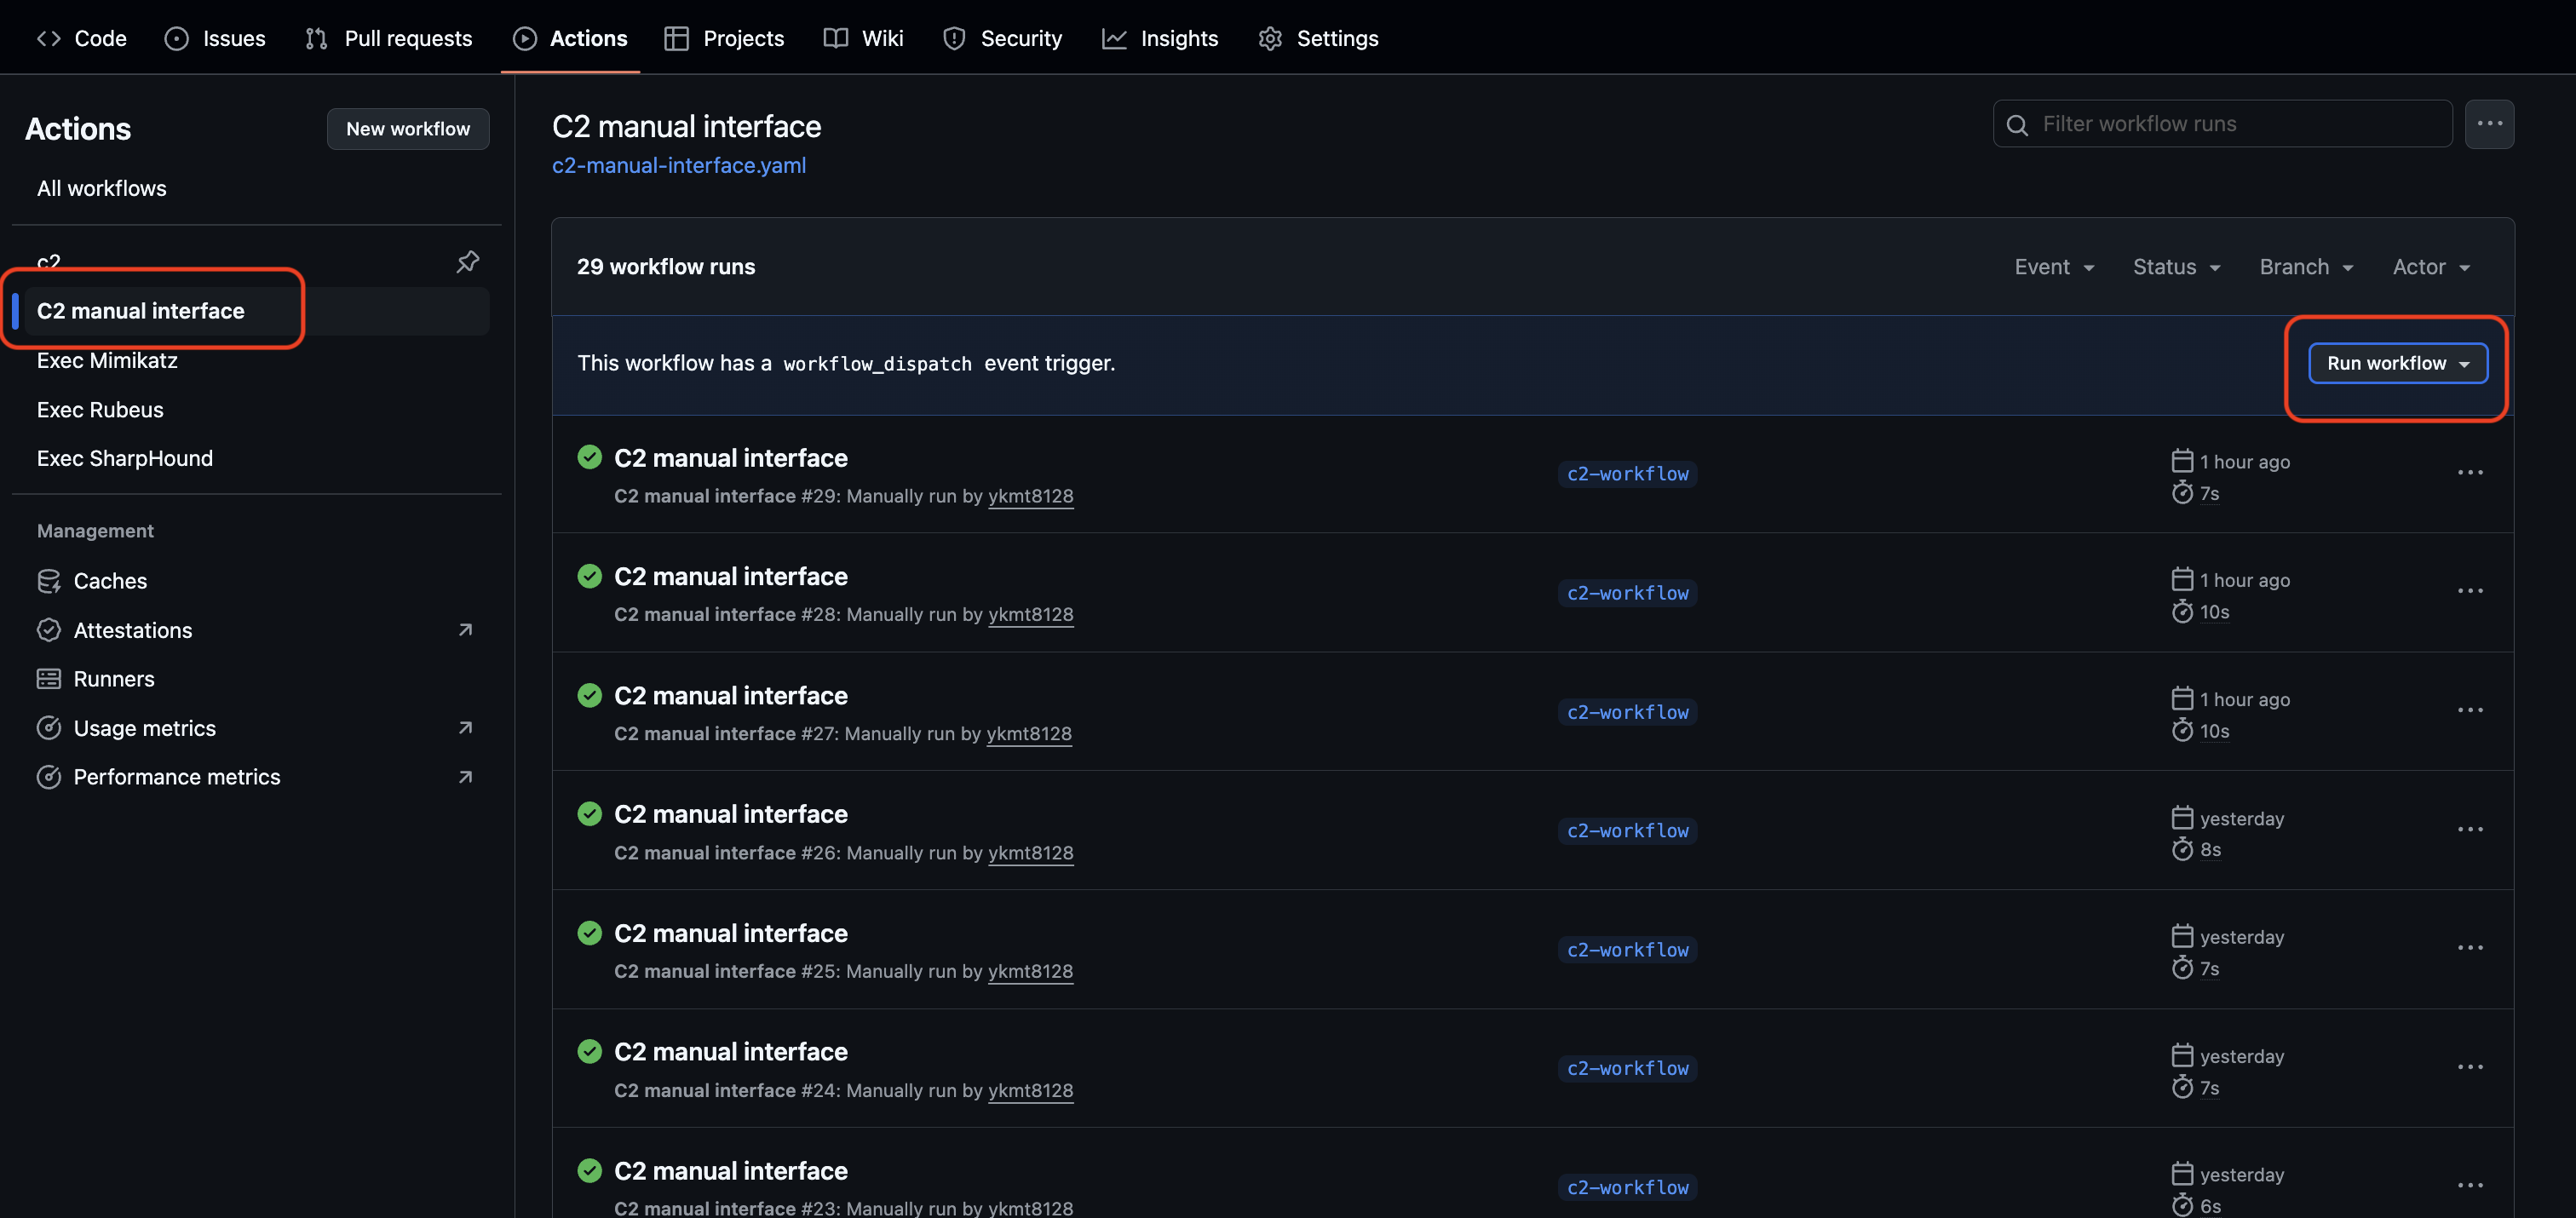 Code Issues Pull requests Actions Projects Wiki Security Insights Settings
Actions
New workflow
All workflows
c2
C2 manual interface
Exec Mimikatz
Exec Rubeus
Exec SharpHound
Management
Caches
Attestations
Runners
Usage metrics
Performance metrics
C2 manual interface
c2-manual-interface.yaml
Filter workflow runs
29 workflow runs
Event Status Branch Actor
This workflow has a workflow_dispatch event trigger.
Run workflow
C2 manual interface
C2 manual interface #29: Manually run by ykmt8128
c2-workflow
1 hour ago
7s
C2 manual interface
C2 manual interface #28: Manually run by ykmt8128
c2-workflow
1 hour ago
10s
C2 manual interface
C2 manual interface #27: Manually run by ykmt8128
c2-workflow
1 hour ago
10s
C2 manual interface
C2 manual interface #26: Manually run by ykmt8128
c2-workflow
yesterday
8s
C2 manual interface
C2 manual interface #25: Manually run by ykmt8128
c2-workflow
yesterday
7s
C2 manual interface
C2 manual interface #24: Manually run by ykmt8128
c2-workflow
yesterday
7s
C2 manual interface
C2 manual interface #23: Manually run by ykmt8128
c2-workflow
yesterday
6s